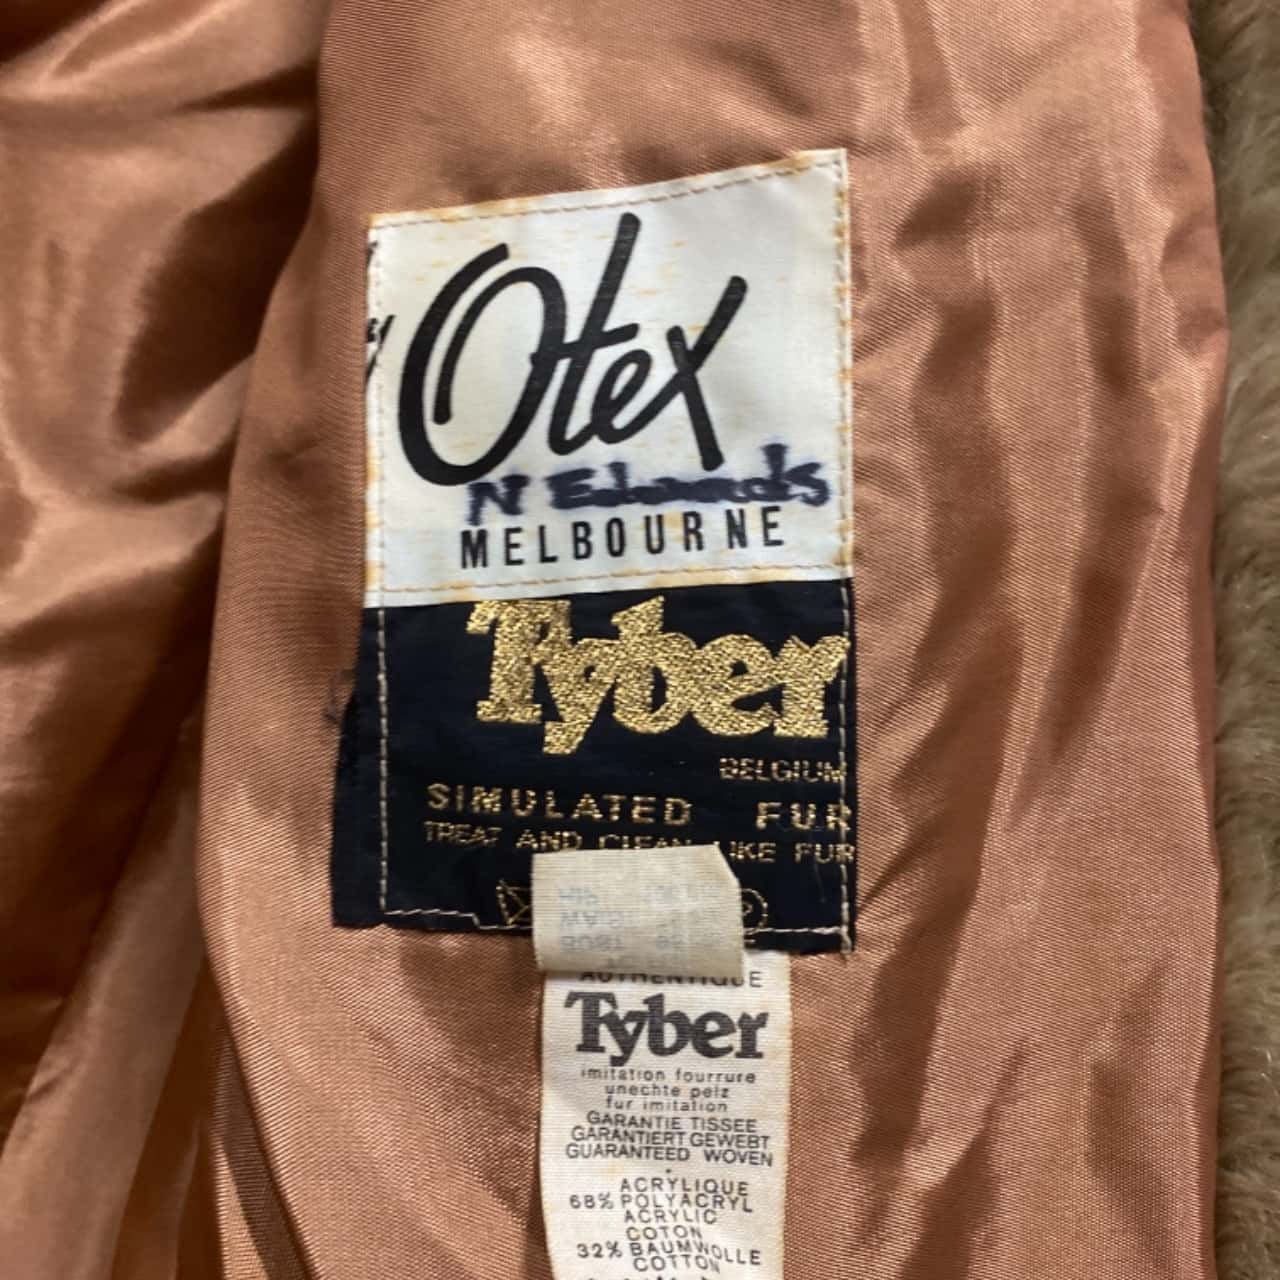 Otex
N Edwards
MELBOURNE
Tyber
BELGIUM
SIMULATED FUR
TREAT AND CLEAN LIKE FUR
AUTHENTIQUE
Tyber
imitation fourrure
unechte pelz
fur imitation
GARANTIE TISSEE
GARANTIERT GEWEBT
GUARANTEED WOVEN
ACRYLIQUE
68% POLYACRYL
ACRYLIC
COTON
32% BAUMWOLLE
COTTON